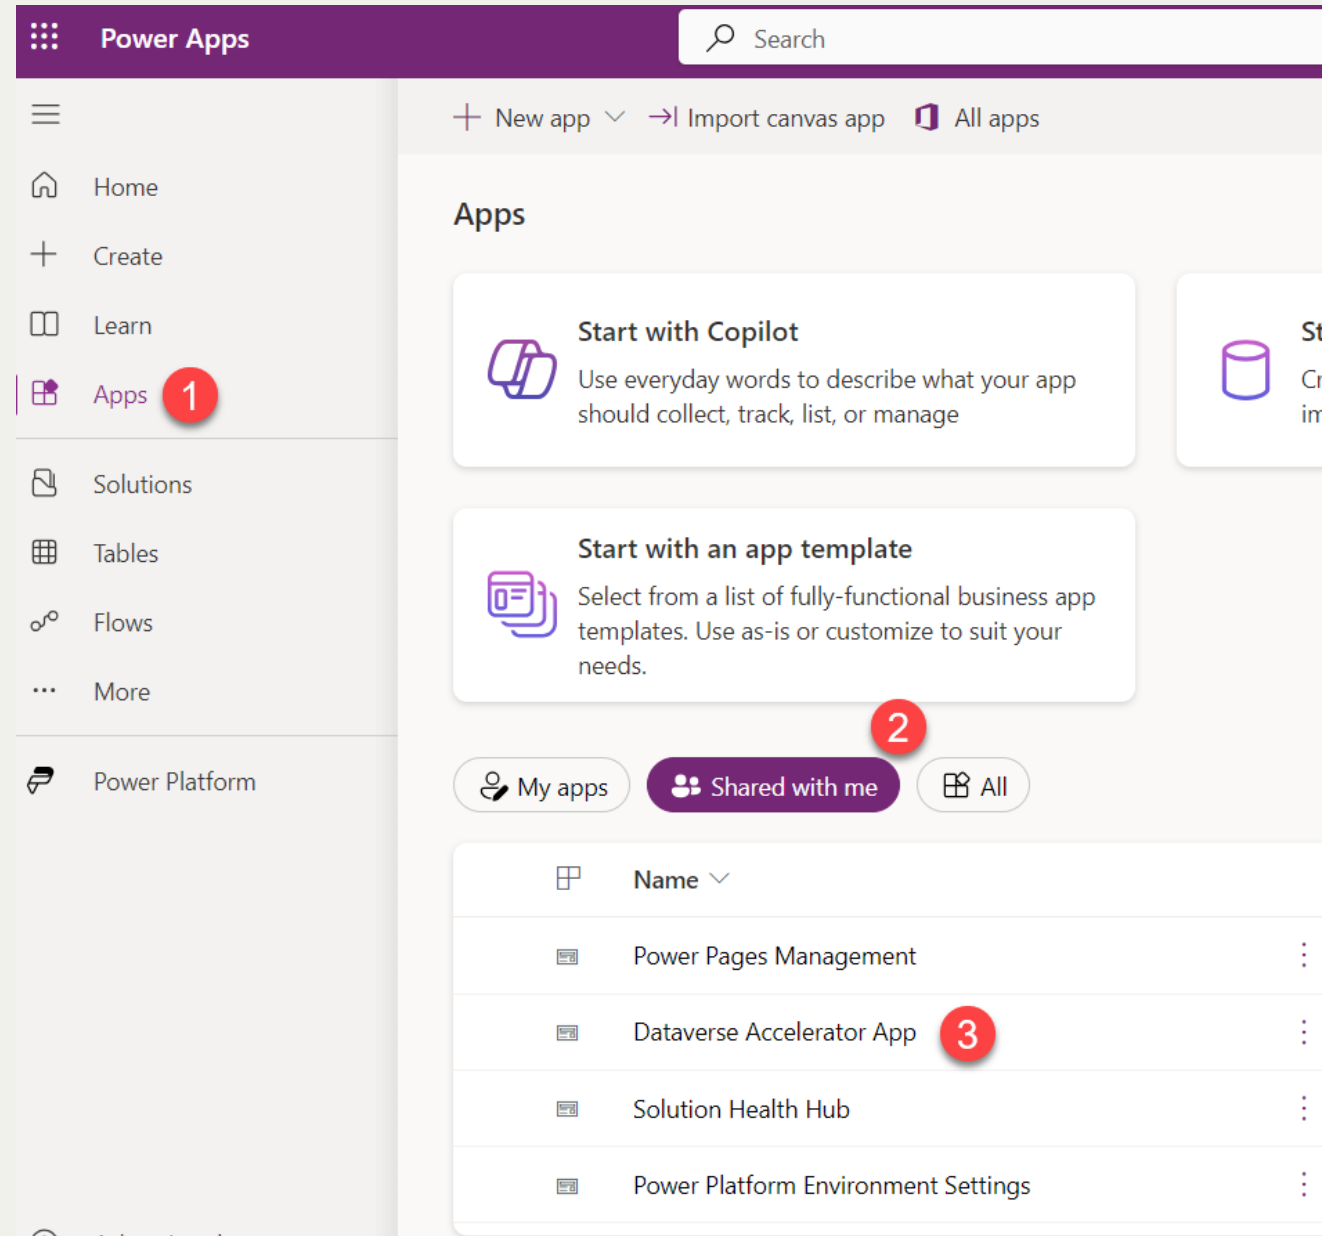 Power Apps
Search
New app
Import canvas app
All apps
Home
Create
Learn
Apps
1
Solutions
Tables
Flows
More
Power Platform
Apps
Start with Copilot
Use everyday words to describe what your app
should collect, track, list, or manage
Start with an app template
Select from a list of fully-functional business app
templates. Use as-is or customize to suit your
needs.
2
My apps
Shared with me
All
Name
Power Pages Management
Dataverse Accelerator App
3
Solution Health Hub
Power Platform Environment Settings